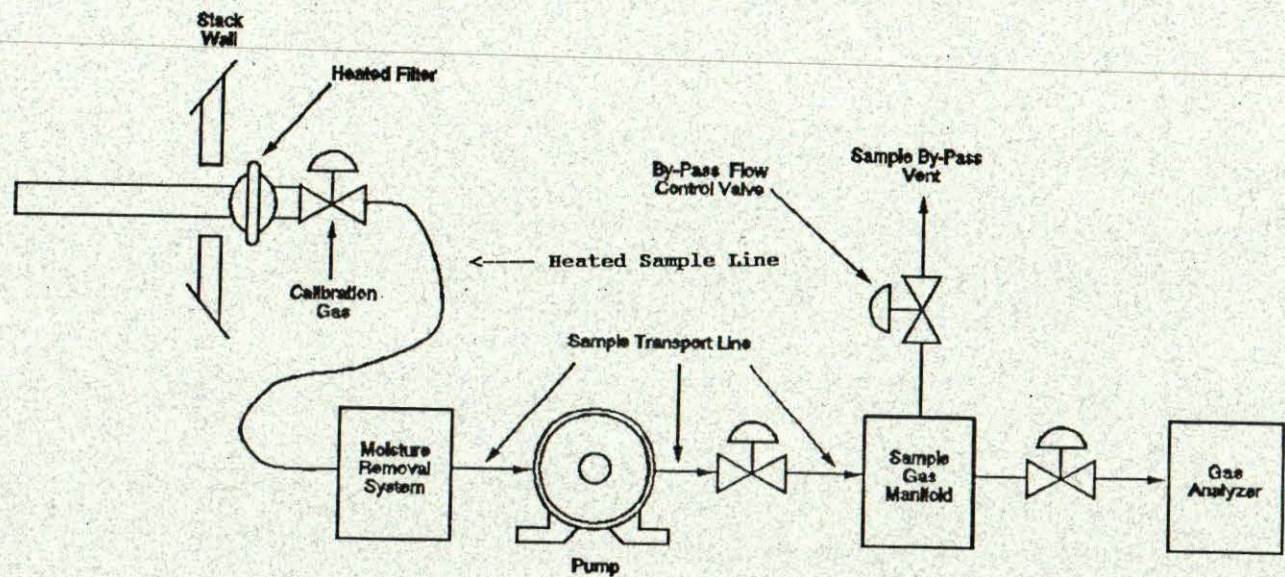 Stack
Wall
Heated Filter
Calibration
Gas
<---- Heated Sample Line
By-Pass Flow
Control Valve
Sample By-Pass
Vent
Sample Transport Line
Moisture
Removal
System
Pump
Sample
Gas
Manifold
Gas
Analyzer